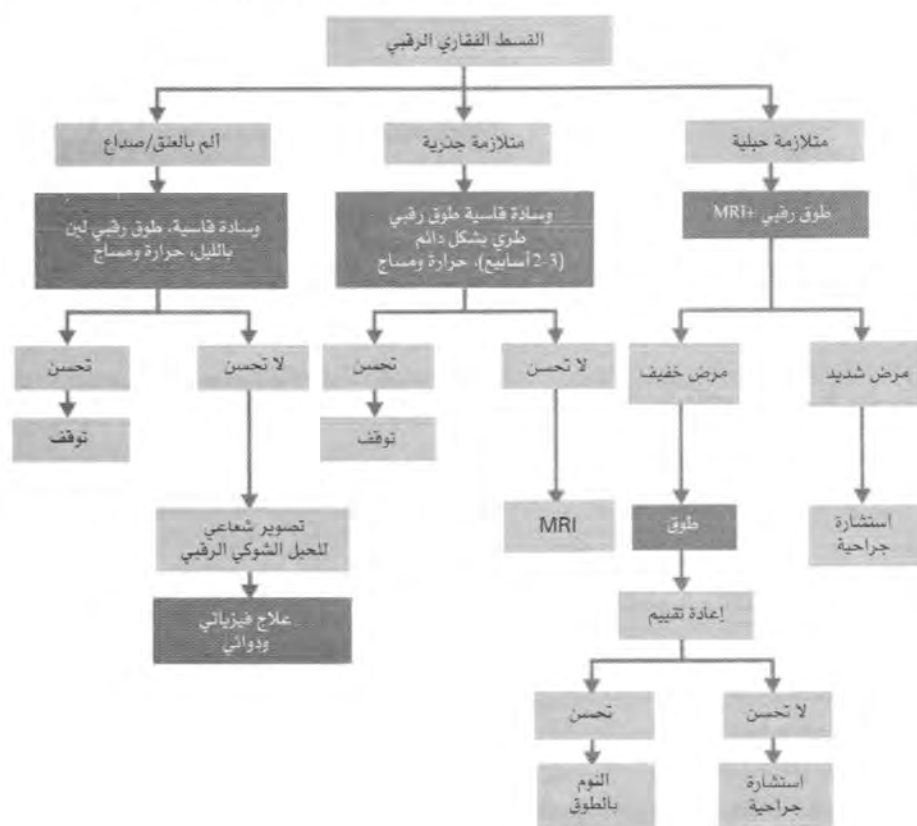 القسط الفقاري الرقبي
متلازمة حبلية
متلازمة جذرية
ألم بالعنق/صداع
طوق رقبي +MRI
وسادة قاسية طوق رقبي
طري بشكل دائم
(2-3 أسابيع)، حرارة ومساج
وسادة قاسية، طوق رقبي لين
بالليل، حرارة ومساج
مرض شديد
مرض خفيف
لا تحسن
تحسن
لا تحسن
تحسن
استشارة
جراحية
طوق
MRI
توقف
توقف
تصوير شعاعي
للحبل الشوكي الرقبي
إعادة تقييم
علاج فيزيائي
ودوائي
لا تحسن
تحسن
استشارة
جراحية
النوم
بالطوق